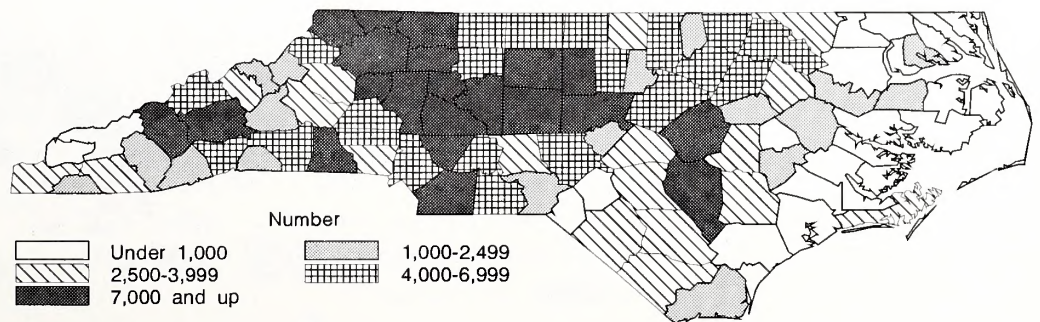 Number
Under 1,000
1,000-2,499
2,500-3,999
4,000-6,999
7,000 and up